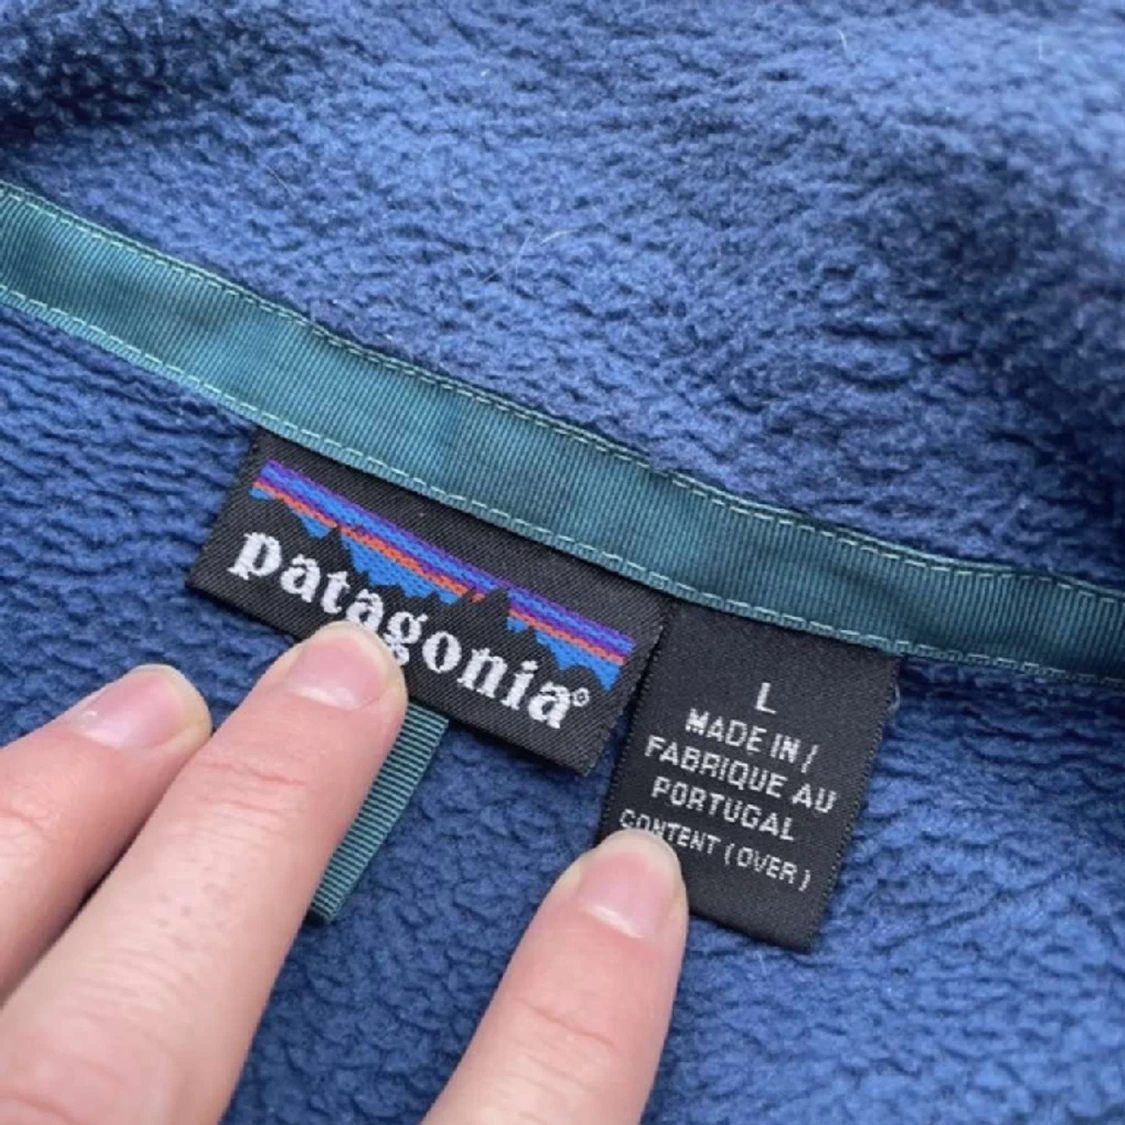 patagonia®
L
MADE IN /
FABRIQUE AU
PORTUGAL
CONTENT (OVER)